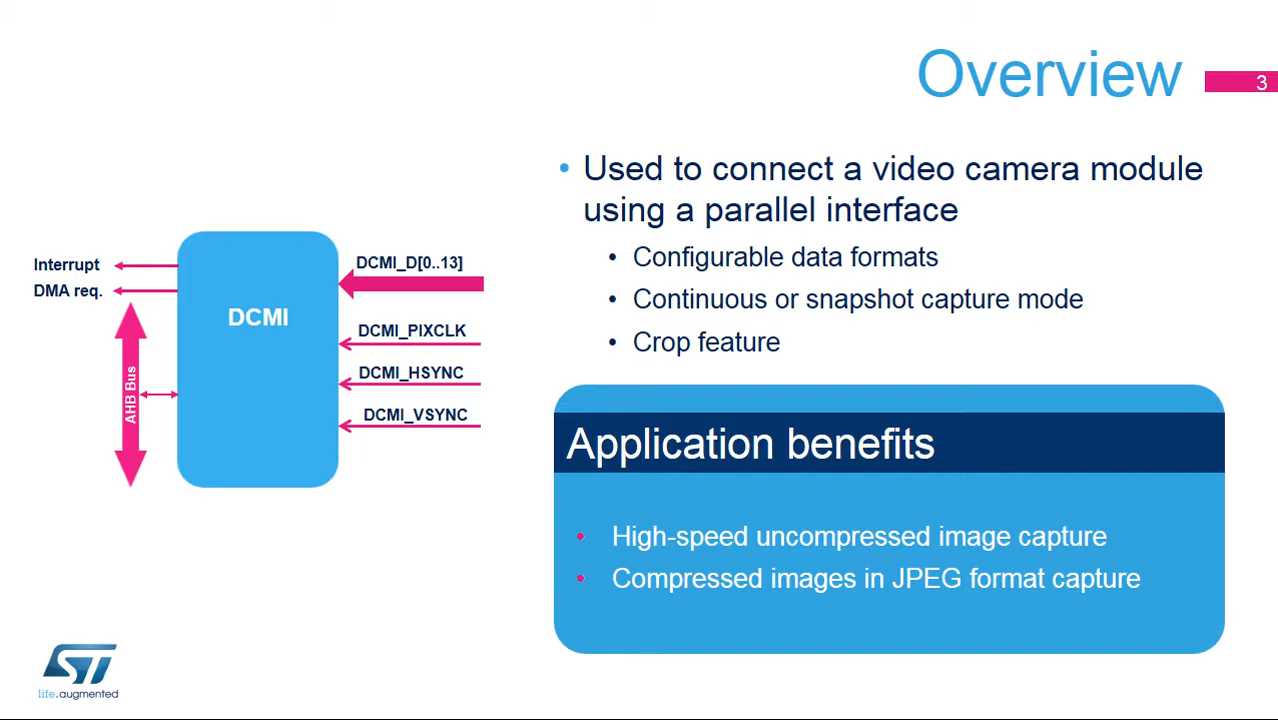 Overview
3
• Used to connect a video camera module
using a parallel interface
• Configurable data formats
• Continuous or snapshot capture mode
• Crop feature
Interrupt
DMA req.
AHB Bus
DCMI
DCMI_D[0..13]
DCMI_PIXCLK
DCMI_HSYNC
DCMI_VSYNC
Application benefits
• High-speed uncompressed image capture
• Compressed images in JPEG format capture
ST
life.augmented